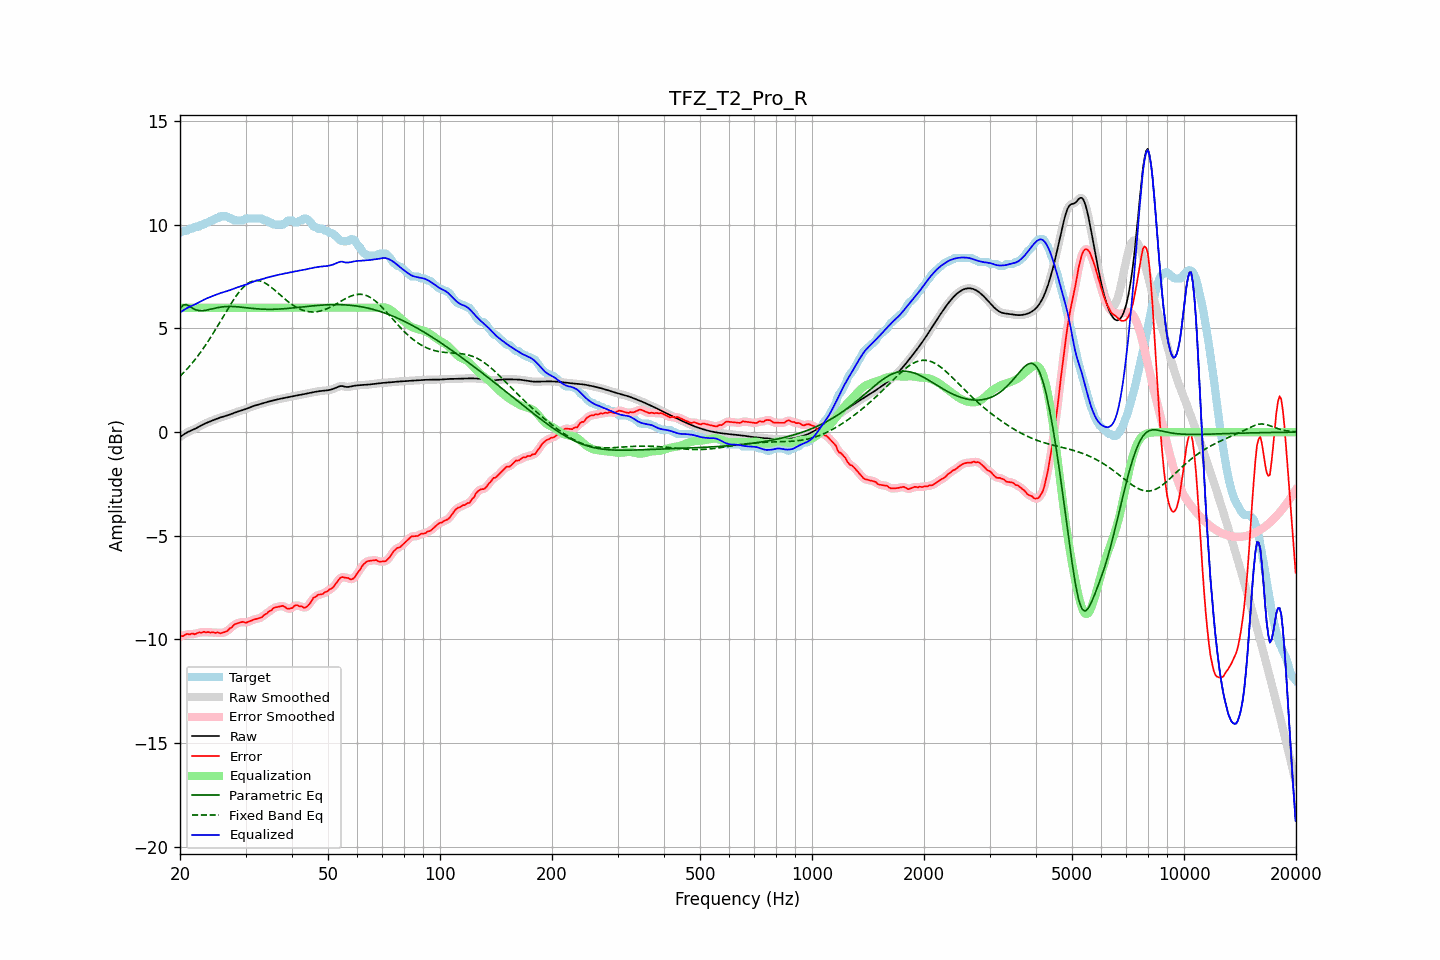 TFZ_T2_Pro_R
15
10
5
0
−5
−10
−15
−20
Amplitude (dBr)
Target
Raw Smoothed
Error Smoothed
Raw
Error
Equalization
Parametric Eq
Fixed Band Eq
Equalized
20
50
100
200
500
1000
2000
5000
10000
20000
Frequency (Hz)